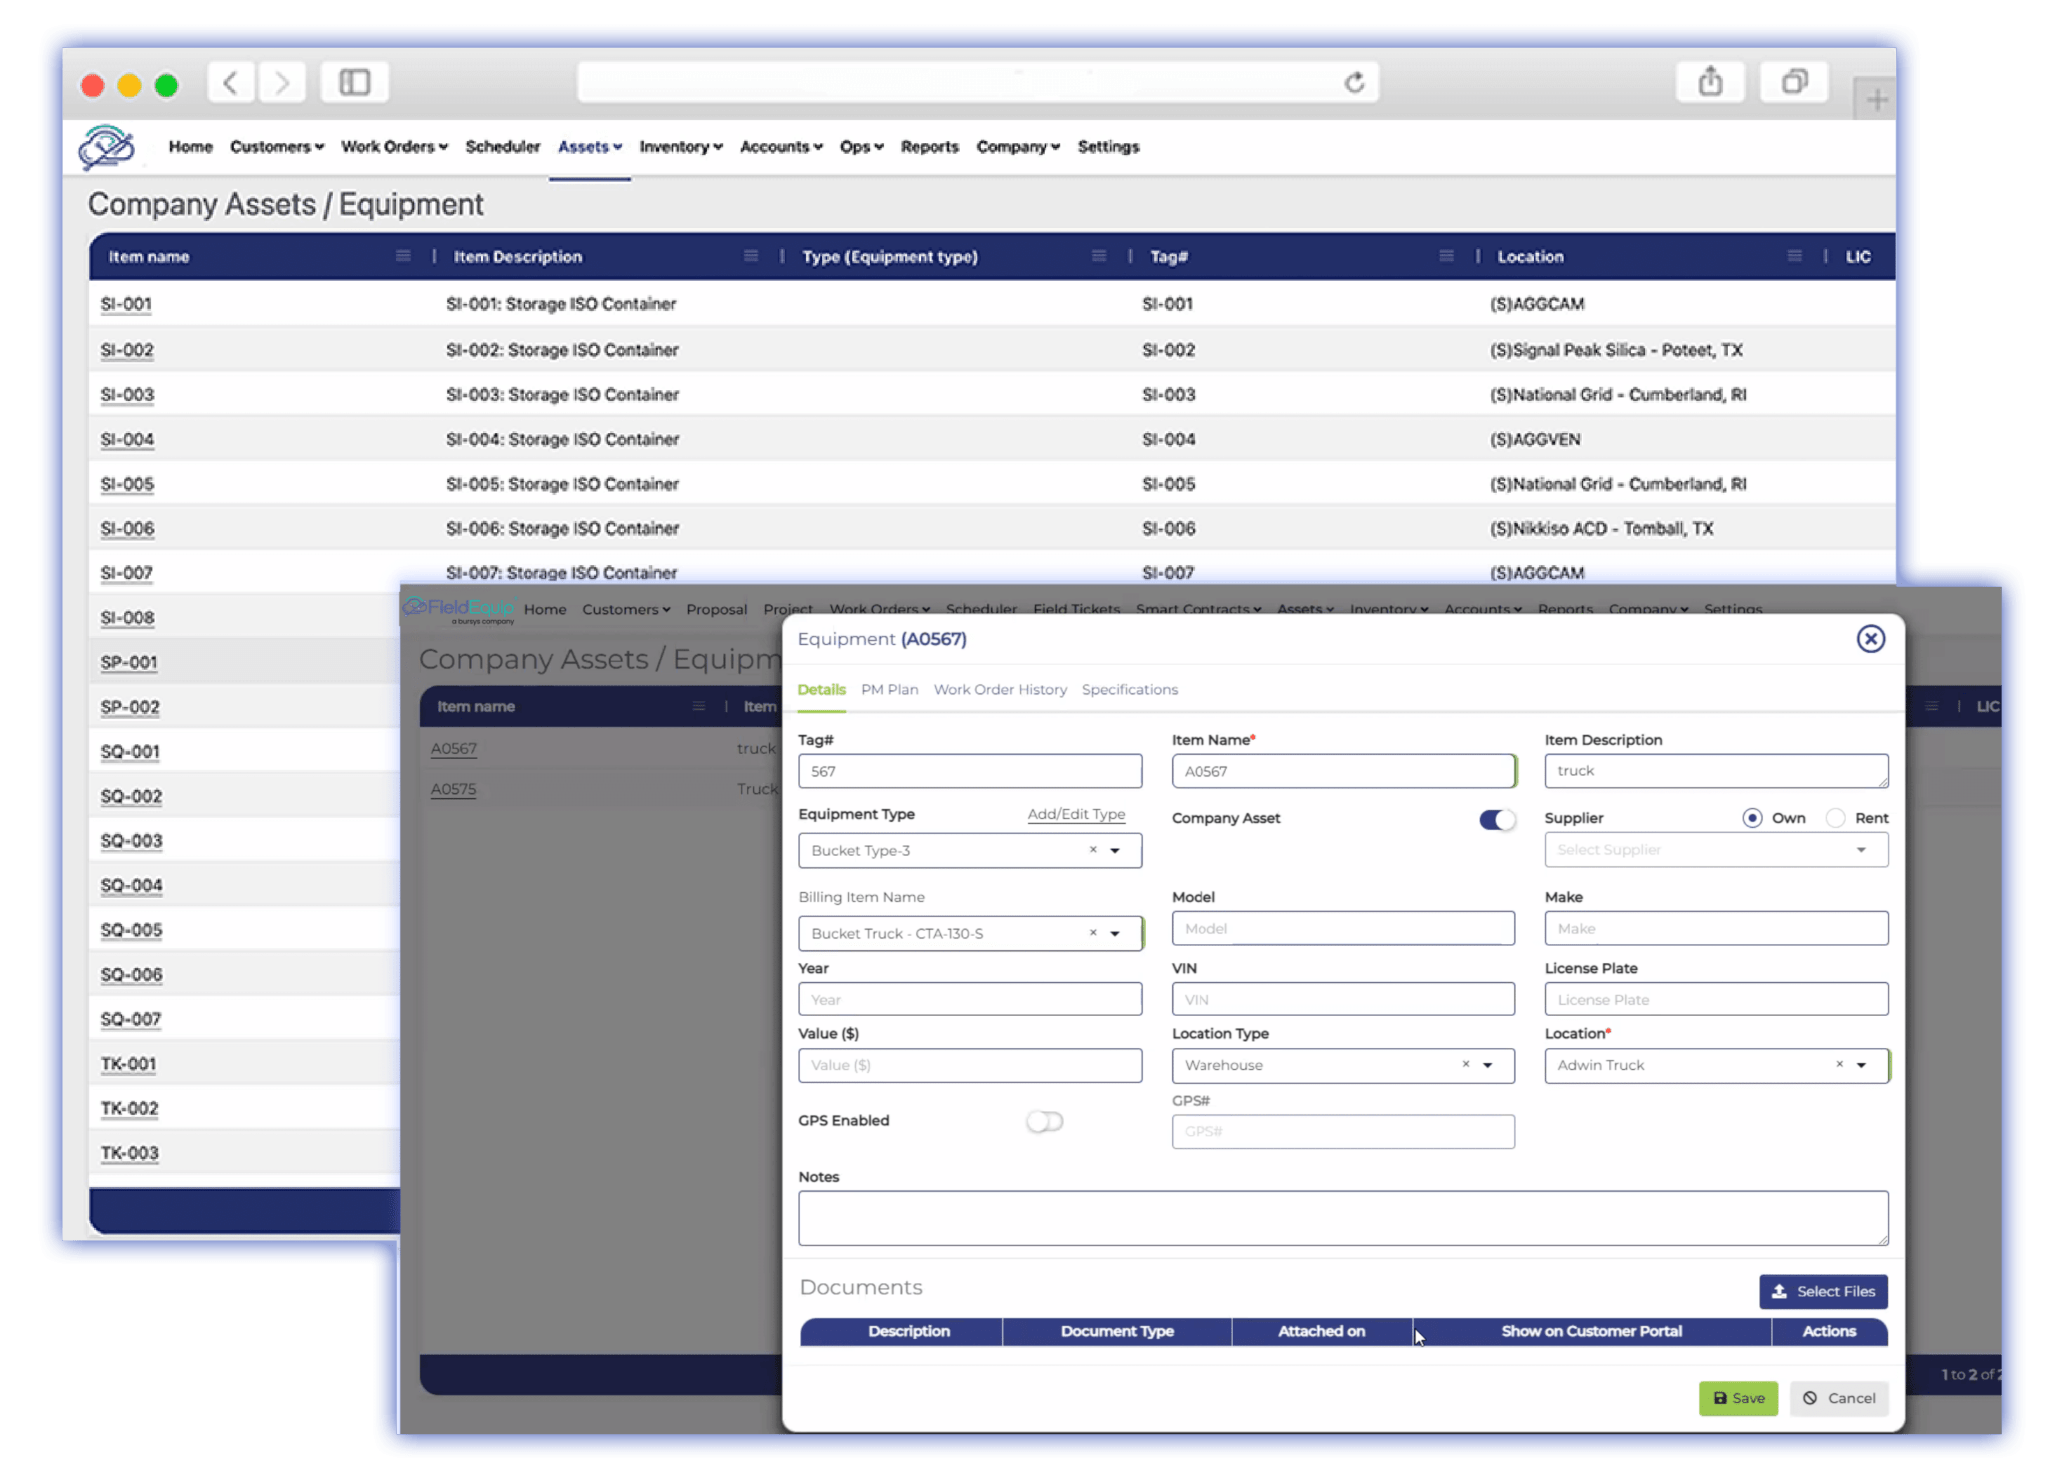 Home Customers Work Orders Scheduler Assets Inventory Accounts Ops Reports Company Settings
Company Assets / Equipment
Item name Item Description Type (Equipment type) Tag# Location LIC
SI-001 SI-001: Storage ISO Container SI-001 (S)AGGCAM
SI-002 SI-002: Storage ISO Container SI-002 (S)Signal Peak Silica - Poteet, TX
SI-003 SI-003: Storage ISO Container SI-003 (S)National Grid - Cumberland, RI
SI-004 SI-004: Storage ISO Container SI-004 (S)AGGVEN
SI-005 SI-005: Storage ISO Container SI-005 (S)National Grid - Cumberland, RI
SI-006 SI-006: Storage ISO Container SI-006 (S)Nikkiso ACD - Tomball, TX
SI-007 SI-007: Storage ISO Container SI-007 (S)AGGCAM
SI-008
SP-001
SP-002
SQ-001
SQ-002
SQ-003
SQ-004
SQ-005
SQ-006
SQ-007
TK-001
TK-002
TK-003
FieldEquip Home Customers Proposal Project Work Orders Scheduler Field Tickets Smart Contracts Assets Inventory Accounts Reports Company Settings
a bursys company
Company Assets / Equipm
Item name Item LIC
A0567 truck
A0575 Truck
1 to 2 of 2
Equipment (A0567)
Details PM Plan Work Order History Specifications
Tag# Item Name* Item Description
567 A0567 truck
Equipment Type Add/Edit Type Company Asset Supplier Own Rent
Bucket Type-3 Select Supplier
Billing Item Name Model Make
Bucket Truck - CTA-130-S Model Make
Year VIN License Plate
Year VIN License Plate
Value ($) Location Type Location*
Value ($) Warehouse Adwin Truck
GPS Enabled GPS#
GPS#
Notes
Documents Select Files
Description Document Type Attached on Show on Customer Portal Actions
Save Cancel